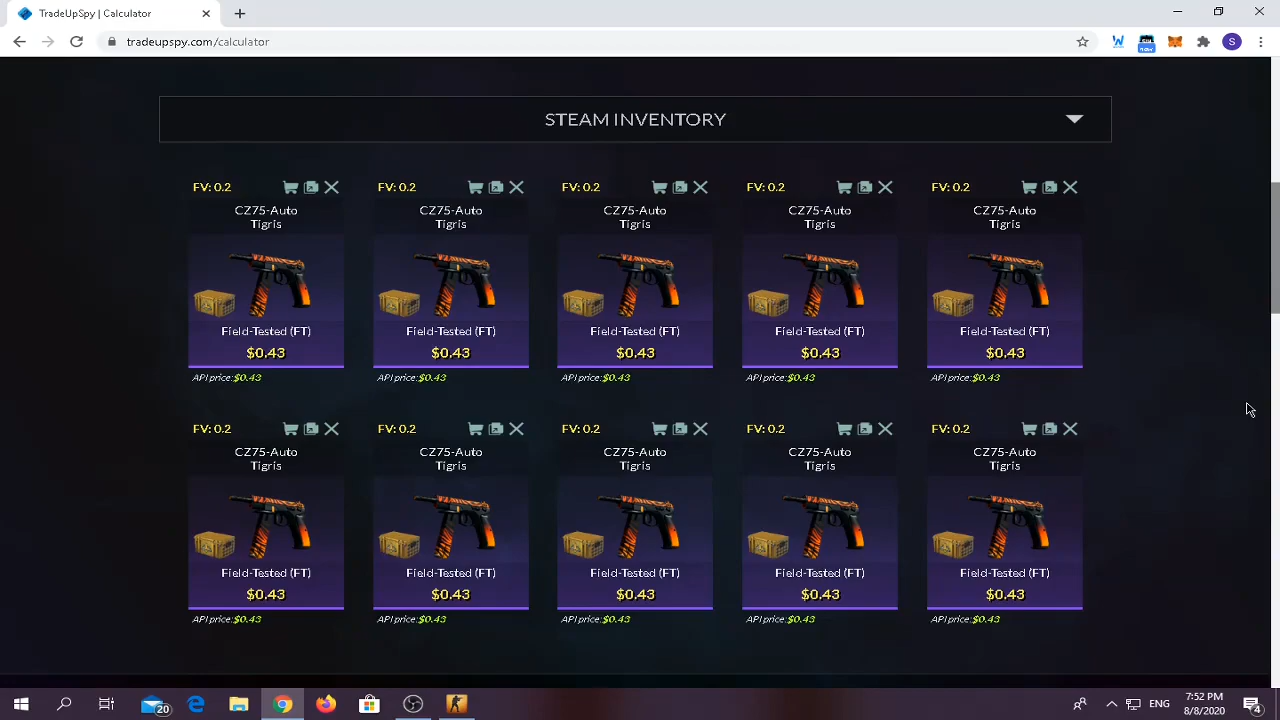 TradeUpSpy | Calculator
tradeupspy.com/calculator
STEAM INVENTORY
FV: 0.2 FV: 0.2 FV: 0.2 FV: 0.2 FV: 0.2
CZ75-Auto CZ75-Auto CZ75-Auto CZ75-Auto CZ75-Auto
Tigris Tigris Tigris Tigris Tigris
Field-Tested (FT) Field-Tested (FT) Field-Tested (FT) Field-Tested (FT) Field-Tested (FT)
$0.43 $0.43 $0.43 $0.43 $0.43
API price:$0.43 API price:$0.43 API price:$0.43 API price:$0.43 API price:$0.43
FV: 0.2 FV: 0.2 FV: 0.2 FV: 0.2 FV: 0.2
CZ75-Auto CZ75-Auto CZ75-Auto CZ75-Auto CZ75-Auto
Tigris Tigris Tigris Tigris Tigris
Field-Tested (FT) Field-Tested (FT) Field-Tested (FT) Field-Tested (FT) Field-Tested (FT)
$0.43 $0.43 $0.43 $0.43 $0.43
API price:$0.43 API price:$0.43 API price:$0.43 API price:$0.43 API price:$0.43
20
ENG
7:52 PM
8/8/2020
4